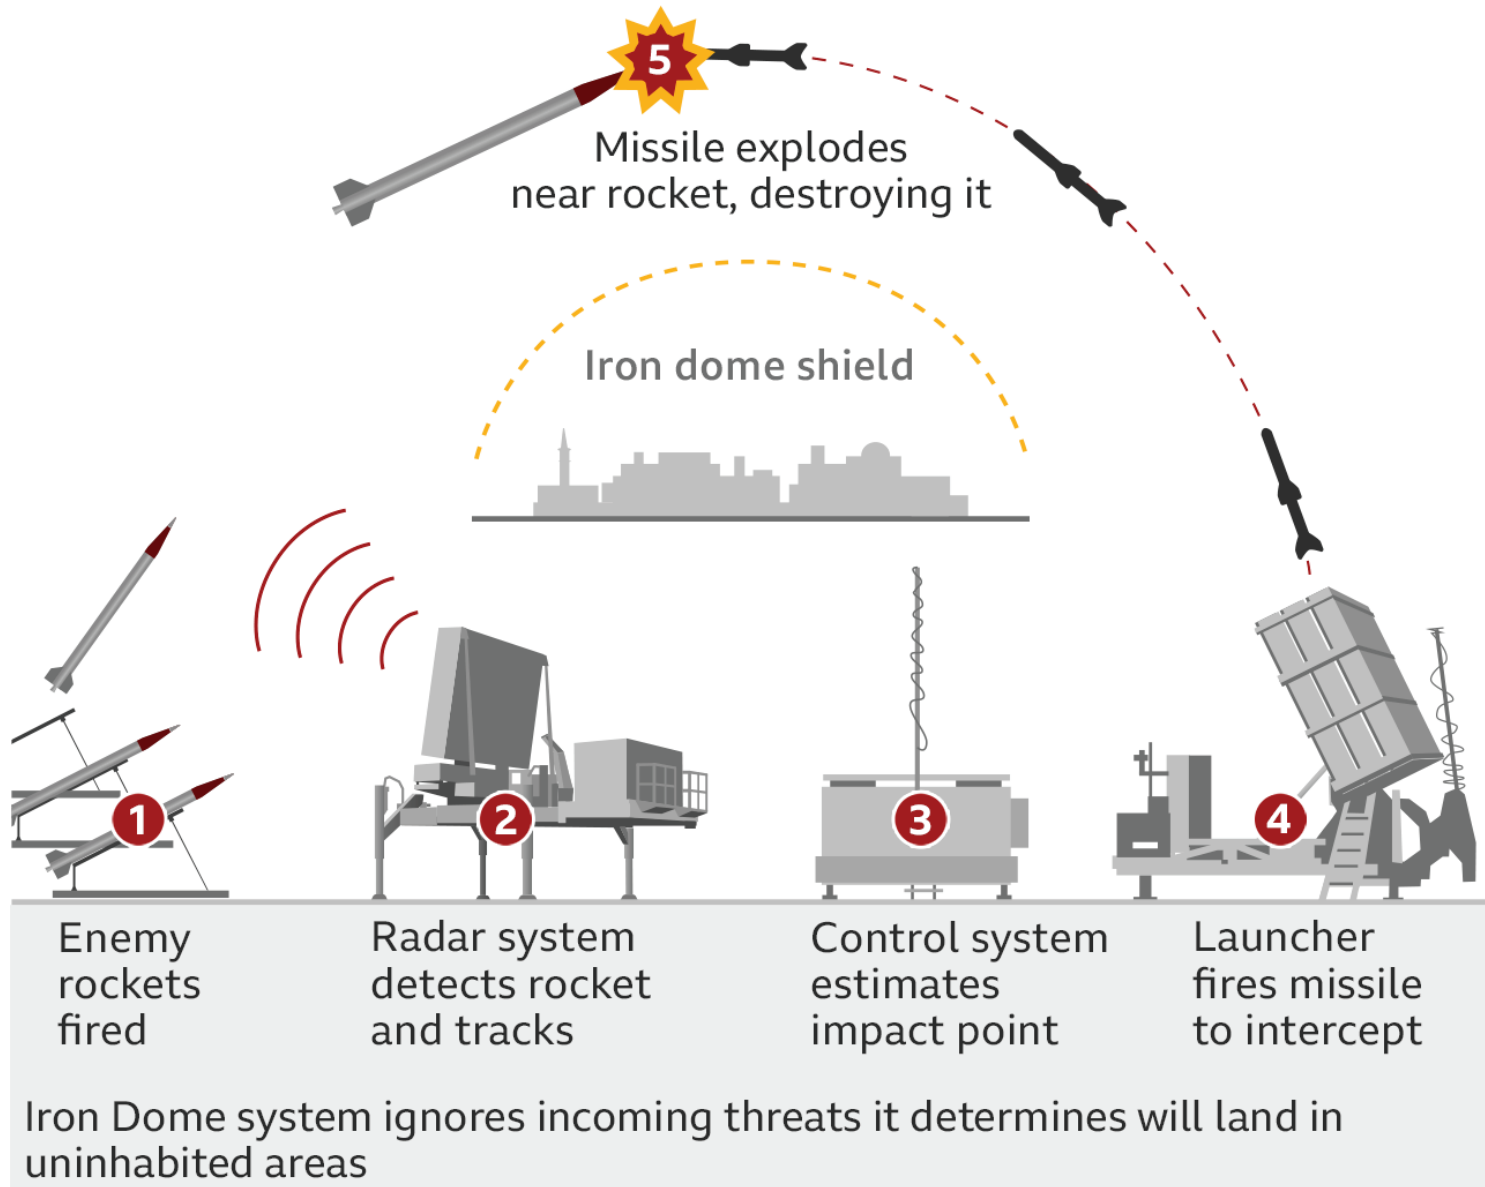 5
Missile explodes
near rocket, destroying it
Iron dome shield
1
2
3
4
Enemy
rockets
fired
Radar system
detects rocket
and tracks
Control system
estimates
impact point
Launcher
fires missile
to intercept
Iron Dome system ignores incoming threats it determines will land in
uninhabited areas